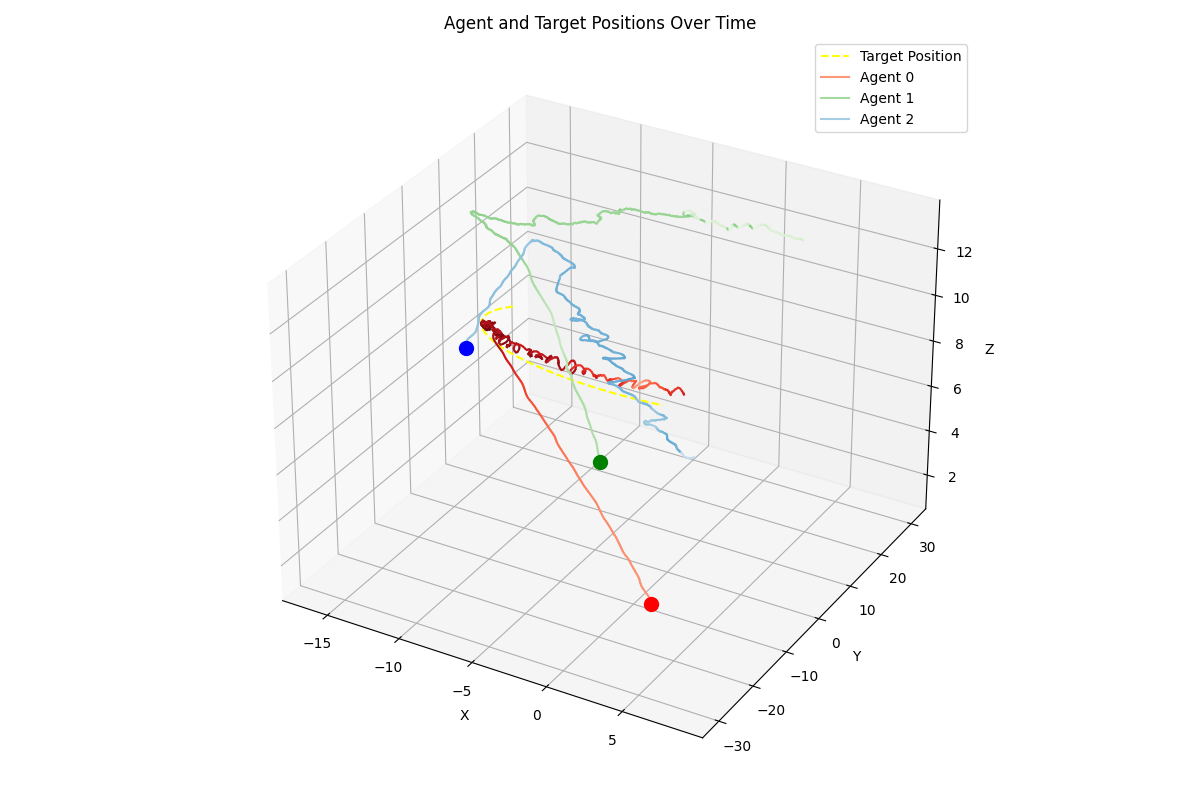 Agent and Target Positions Over Time
Target Position
Agent 0
Agent 1
Agent 2
12
10
8
6
4
2
Z
30
20
10
0
−10
−20
−30
Y
−15
−10
−5
0
5
X